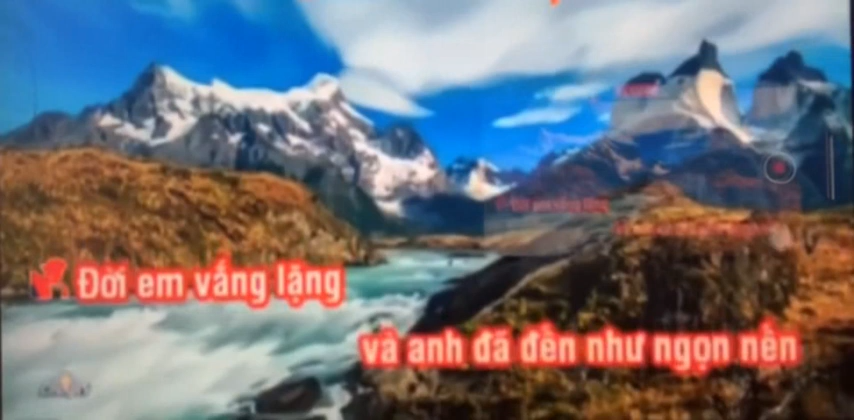 Đời em vắng lặng
và anh đã đến như ngọn nến